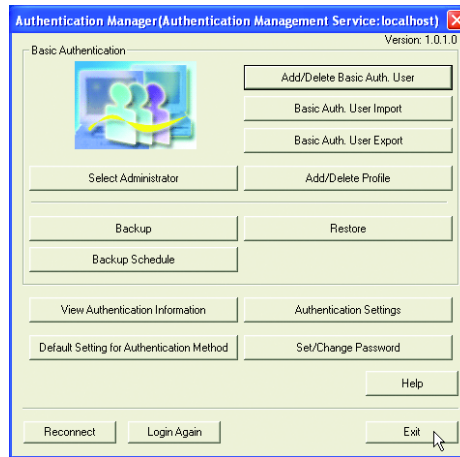 Authentication Manager(Authentication Management Service:localhost)
Version: 1.0.1.0
Basic Authentication
Add/Delete Basic Auth. User
Basic Auth. User Import
Basic Auth. User Export
Select Administrator
Add/Delete Profile
Backup
Restore
Backup Schedule
View Authentication Information
Authentication Settings
Default Setting for Authentication Method
Set/Change Password
Help
Reconnect
Login Again
Exit